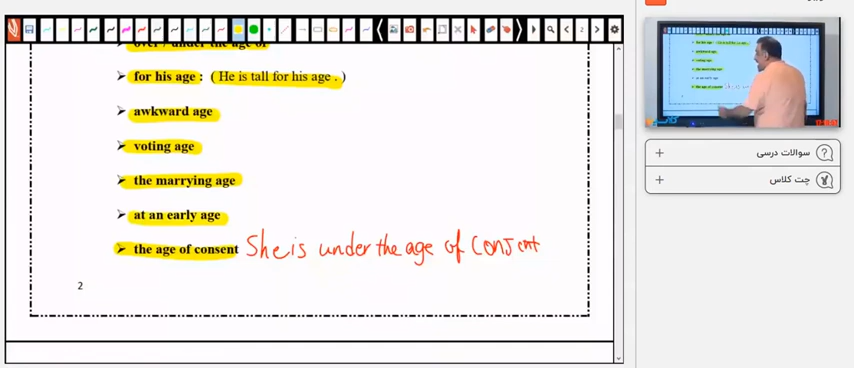 over / under the age of
➢ for his age : ( He is tall for his age . )
➢ awkward age
➢ voting age
➢ the marrying age
➢ at an early age
➢ the age of consent She is under the age of consent
2
2
سوالات درسی
چت کلاس